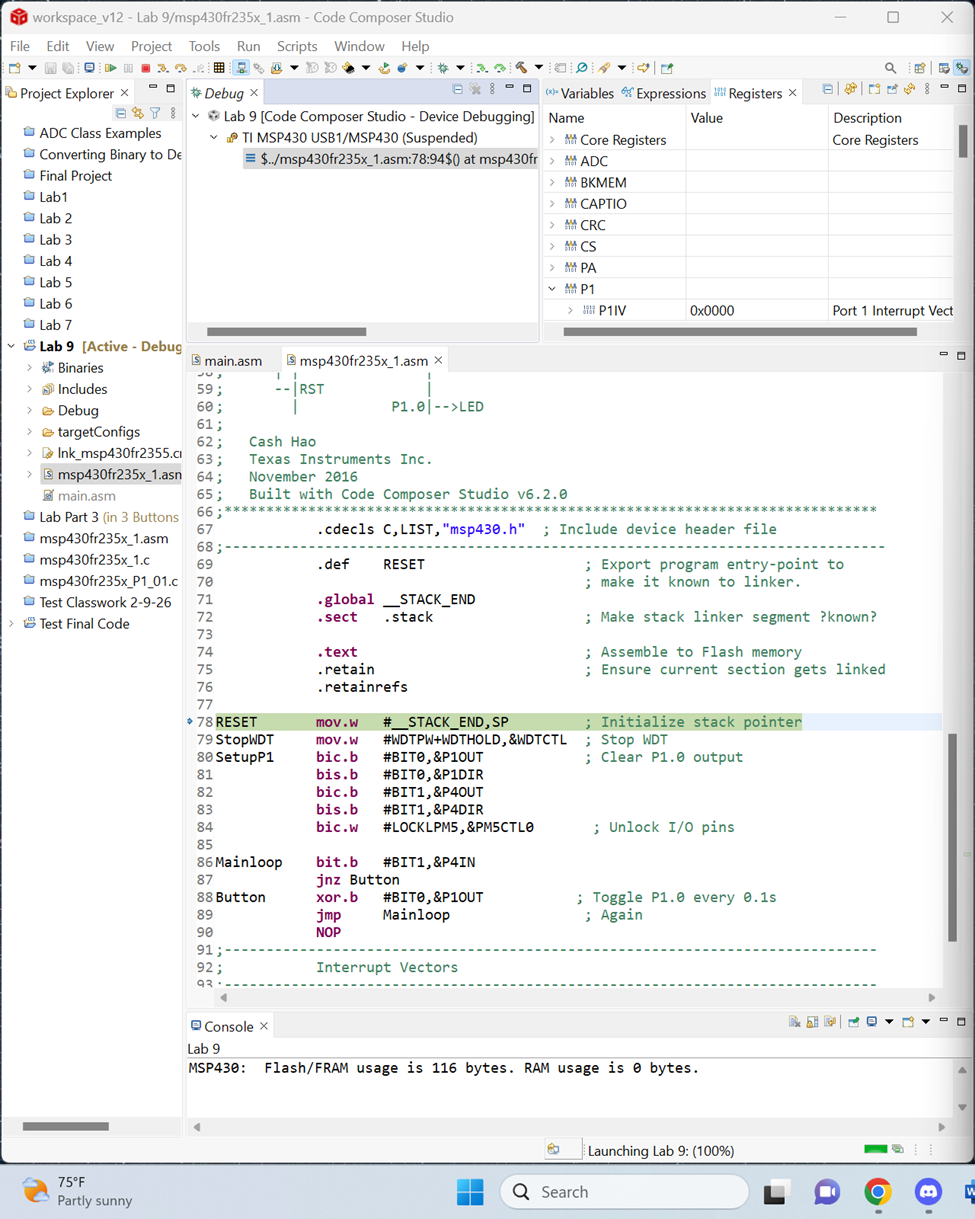 workspace_v12 - Lab 9/msp430fr235x_1.asm - Code Composer Studio
File Edit View Project Tools Run Scripts Window Help
Project Explorer
ADC Class Examples
Converting Binary to De
Final Project
Lab1
Lab 2
Lab 3
Lab 4
Lab 5
Lab 6
Lab 7
Lab 9 [Active - Debug
Binaries
Includes
Debug
targetConfigs
lnk_msp430fr2355.c
msp430fr235x_1.asm
main.asm
Lab Part 3 (in 3 Buttons
msp430fr235x_1.asm
msp430fr235x_1.c
msp430fr235x_P1_01.c
Test Classwork 2-9-26
Test Final Code
Debug
Lab 9 [Code Composer Studio - Device Debugging]
TI MSP430 USB1/MSP430 (Suspended)
$../msp430fr235x_1.asm:78:94$() at msp430fr
Variables Expressions Registers
Name Value Description
Core Registers Core Registers
ADC
BKMEM
CAPTIO
CRC
CS
PA
P1
P1IV 0x0000 Port 1 Interrupt Vect
main.asm msp430fr235x_1.asm
58 ; | | |
59 ; --|RST |
60 ; | P1.0|-->LED
61 ;
62 ; Cash Hao
63 ; Texas Instruments Inc.
64 ; November 2016
65 ; Built with Code Composer Studio v6.2.0
66 ;******************************************************************************
67 .cdecls C,LIST,"msp430.h" ; Include device header file
68 ;-------------------------------------------------------------------------------
69 .def RESET ; Export program entry-point to
70 ; make it known to linker.
71 .global __STACK_END
72 .sect .stack ; Make stack linker segment ?known?
73
74 .text ; Assemble to Flash memory
75 .retain ; Ensure current section gets linked
76 .retainrefs
77
78 RESET mov.w #__STACK_END,SP ; Initialize stack pointer
79 StopWDT mov.w #WDTPW+WDTHOLD,&WDTCTL ; Stop WDT
80 SetupP1 bic.b #BIT0,&P1OUT ; Clear P1.0 output
81 bis.b #BIT0,&P1DIR
82 bic.b #BIT1,&P4OUT
83 bis.b #BIT1,&P4DIR
84 bic.w #LOCKLPM5,&PM5CTL0 ; Unlock I/O pins
85
86 Mainloop bit.b #BIT1,&P4IN
87 jnz Button
88 Button xor.b #BIT0,&P1OUT ; Toggle P1.0 every 0.1s
89 jmp Mainloop ; Again
90 NOP
91 ;------------------------------------------------------------------------------
92 ; Interrupt Vectors
93 ;------------------------------------------------------------------------------
Console
Lab 9
MSP430: Flash/FRAM usage is 116 bytes. RAM usage is 0 bytes.
Launching Lab 9: (100%)
75°F
Partly sunny
Search